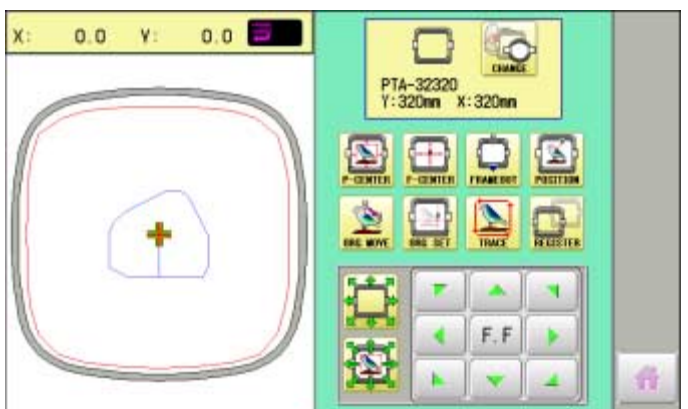 X: 0.0 Y: 0.0
CHANGE
PTA-32320
Y:320mm X:320mm
P-CENTER F-CENTER FRAMEOUT POSITION
ORG MOVE ORG SET TRACE REGISTER
F.F